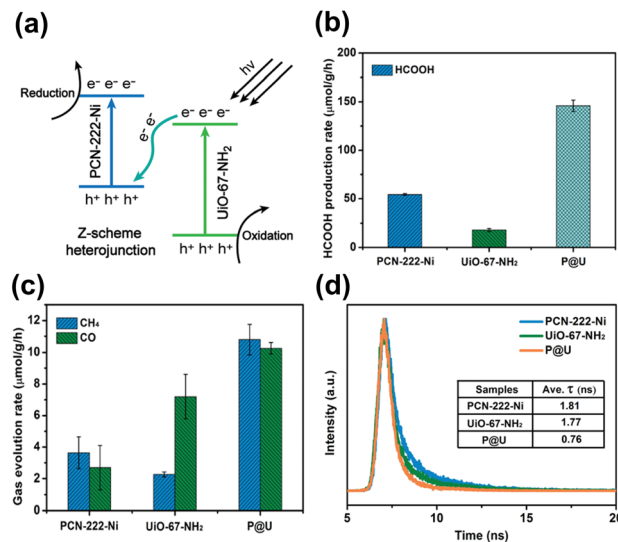 (a)
hν
e⁻ e⁻ e⁻
Reduction
e⁻ e⁻ e⁻
e⁻ e⁻
PCN-222-Ni
UiO-67-NH₂
h⁺ h⁺ h⁺
Z-scheme
heterojunction
h⁺ h⁺ h⁺
Oxidation
(b)
HCOOH production rate (μmol/g/h)
200
150
100
50
0
HCOOH
PCN-222-Ni
UiO-67-NH₂
P@U
(c)
Gas evolution rate (μmol/g/h)
12
10
8
6
4
2
0
CH₄
CO
PCN-222-Ni
UiO-67-NH₂
P@U
(d)
Intensity (a.u.)
PCN-222-Ni
UiO-67-NH₂
P@U
Samples Ave. τ (ns)
PCN-222-Ni 1.81
UiO-67-NH₂ 1.77
P@U 0.76
5 10 15 20
Time (ns)